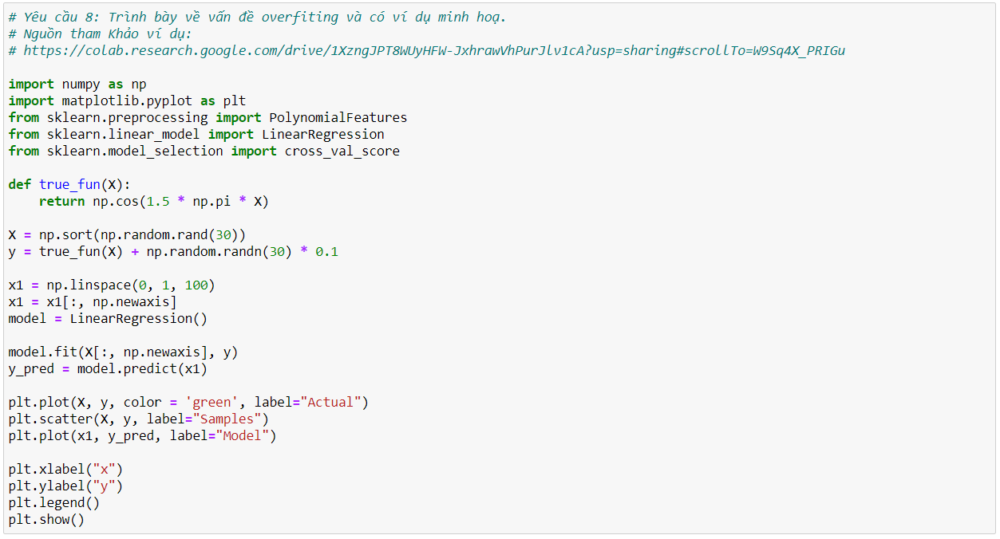 # Yêu cầu 8: Trình bày về vấn đề overfiting và có ví dụ minh hoạ.
# Nguồn tham Khảo ví dụ:
# https://colab.research.google.com/drive/1XzngJPT8WUyHFW-JxhrawVhPurJlv1cA?usp=sharing#scrollTo=W9Sq4X_PRIGu

import numpy as np
import matplotlib.pyplot as plt
from sklearn.preprocessing import PolynomialFeatures
from sklearn.linear_model import LinearRegression
from sklearn.model_selection import cross_val_score

def true_fun(X):
    return np.cos(1.5 * np.pi * X)

X = np.sort(np.random.rand(30))
y = true_fun(X) + np.random.randn(30) * 0.1

x1 = np.linspace(0, 1, 100)
x1 = x1[:, np.newaxis]
model = LinearRegression()

model.fit(X[:, np.newaxis], y)
y_pred = model.predict(x1)

plt.plot(X, y, color = 'green', label="Actual")
plt.scatter(X, y, label="Samples")
plt.plot(x1, y_pred, label="Model")

plt.xlabel("x")
plt.ylabel("y")
plt.legend()
plt.show()